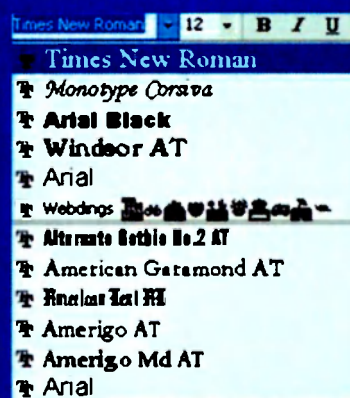 Times New Roman 12 B I U
Times New Roman
Monotype Corsiva
Arial Black
Windsor AT
Arial
Webdings
Alternate Gothic No.2 AT
American Garamond AT
Text
Amerigo AT
Amerigo Md AT
Arial